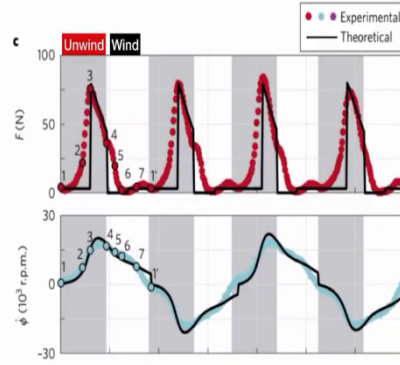 Experimental
Theoretical
c
Unwind Wind
100
50
0
F (N)
1 2 3 4 5 6 7 1'
30
0
-30
φ̇ (10³ r.p.m.)
1 2 3 4 5 6 7 1'